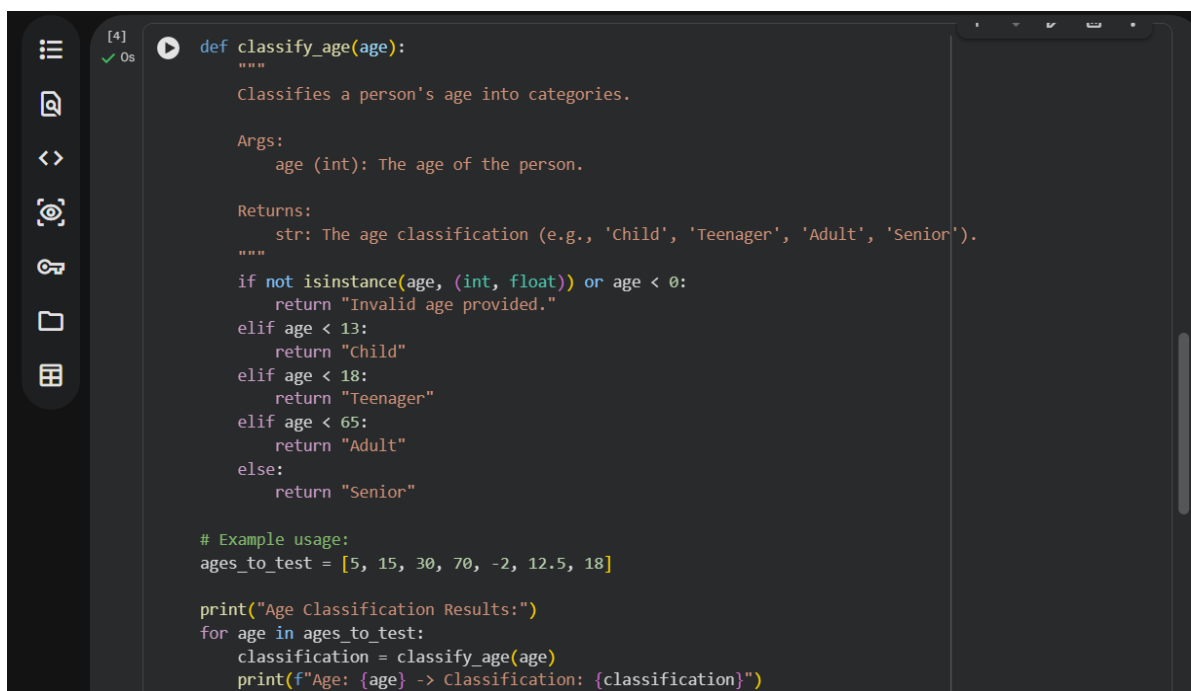 [4]
0s
def classify_age(age):
    """
    Classifies a person's age into categories.

    Args:
        age (int): The age of the person.

    Returns:
        str: The age classification (e.g., 'Child', 'Teenager', 'Adult', 'Senior').
    """
    if not isinstance(age, (int, float)) or age < 0:
        return "Invalid age provided."
    elif age < 13:
        return "Child"
    elif age < 18:
        return "Teenager"
    elif age < 65:
        return "Adult"
    else:
        return "Senior"

# Example usage:
ages_to_test = [5, 15, 30, 70, -2, 12.5, 18]

print("Age Classification Results:")
for age in ages_to_test:
    classification = classify_age(age)
    print(f"Age: {age} -> Classification: {classification}")